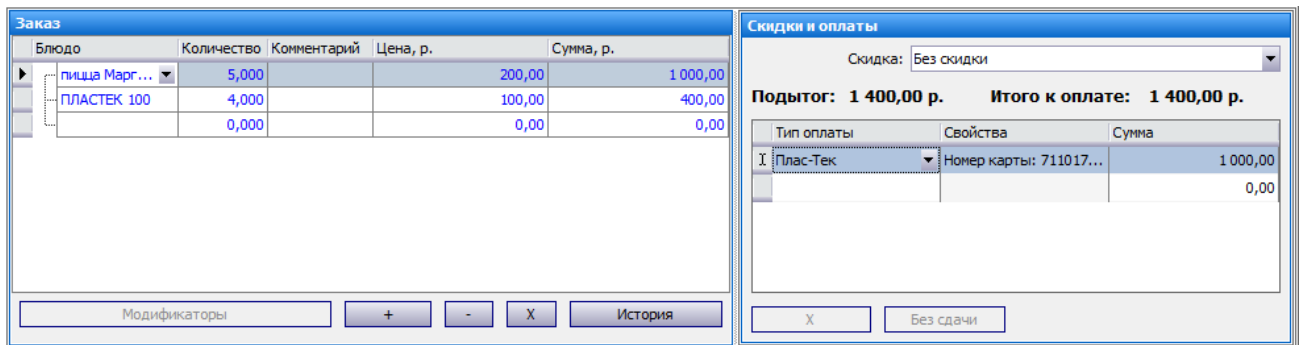 Заказ
Блюдо Количество Комментарий Цена, р. Сумма, р.
пицца Марг... 5,000 200,00 1 000,00
ПЛАСТЕК 100 4,000 100,00 400,00
0,000 0,00 0,00
Модификаторы + - X История
Скидки и оплаты
Скидка: Без скидки
Подытог: 1 400,00 р. Итого к оплате: 1 400,00 р.
Тип оплаты Свойства Сумма
Плас-Тек Номер карты: 711017... 1 000,00
0,00
X Без сдачи